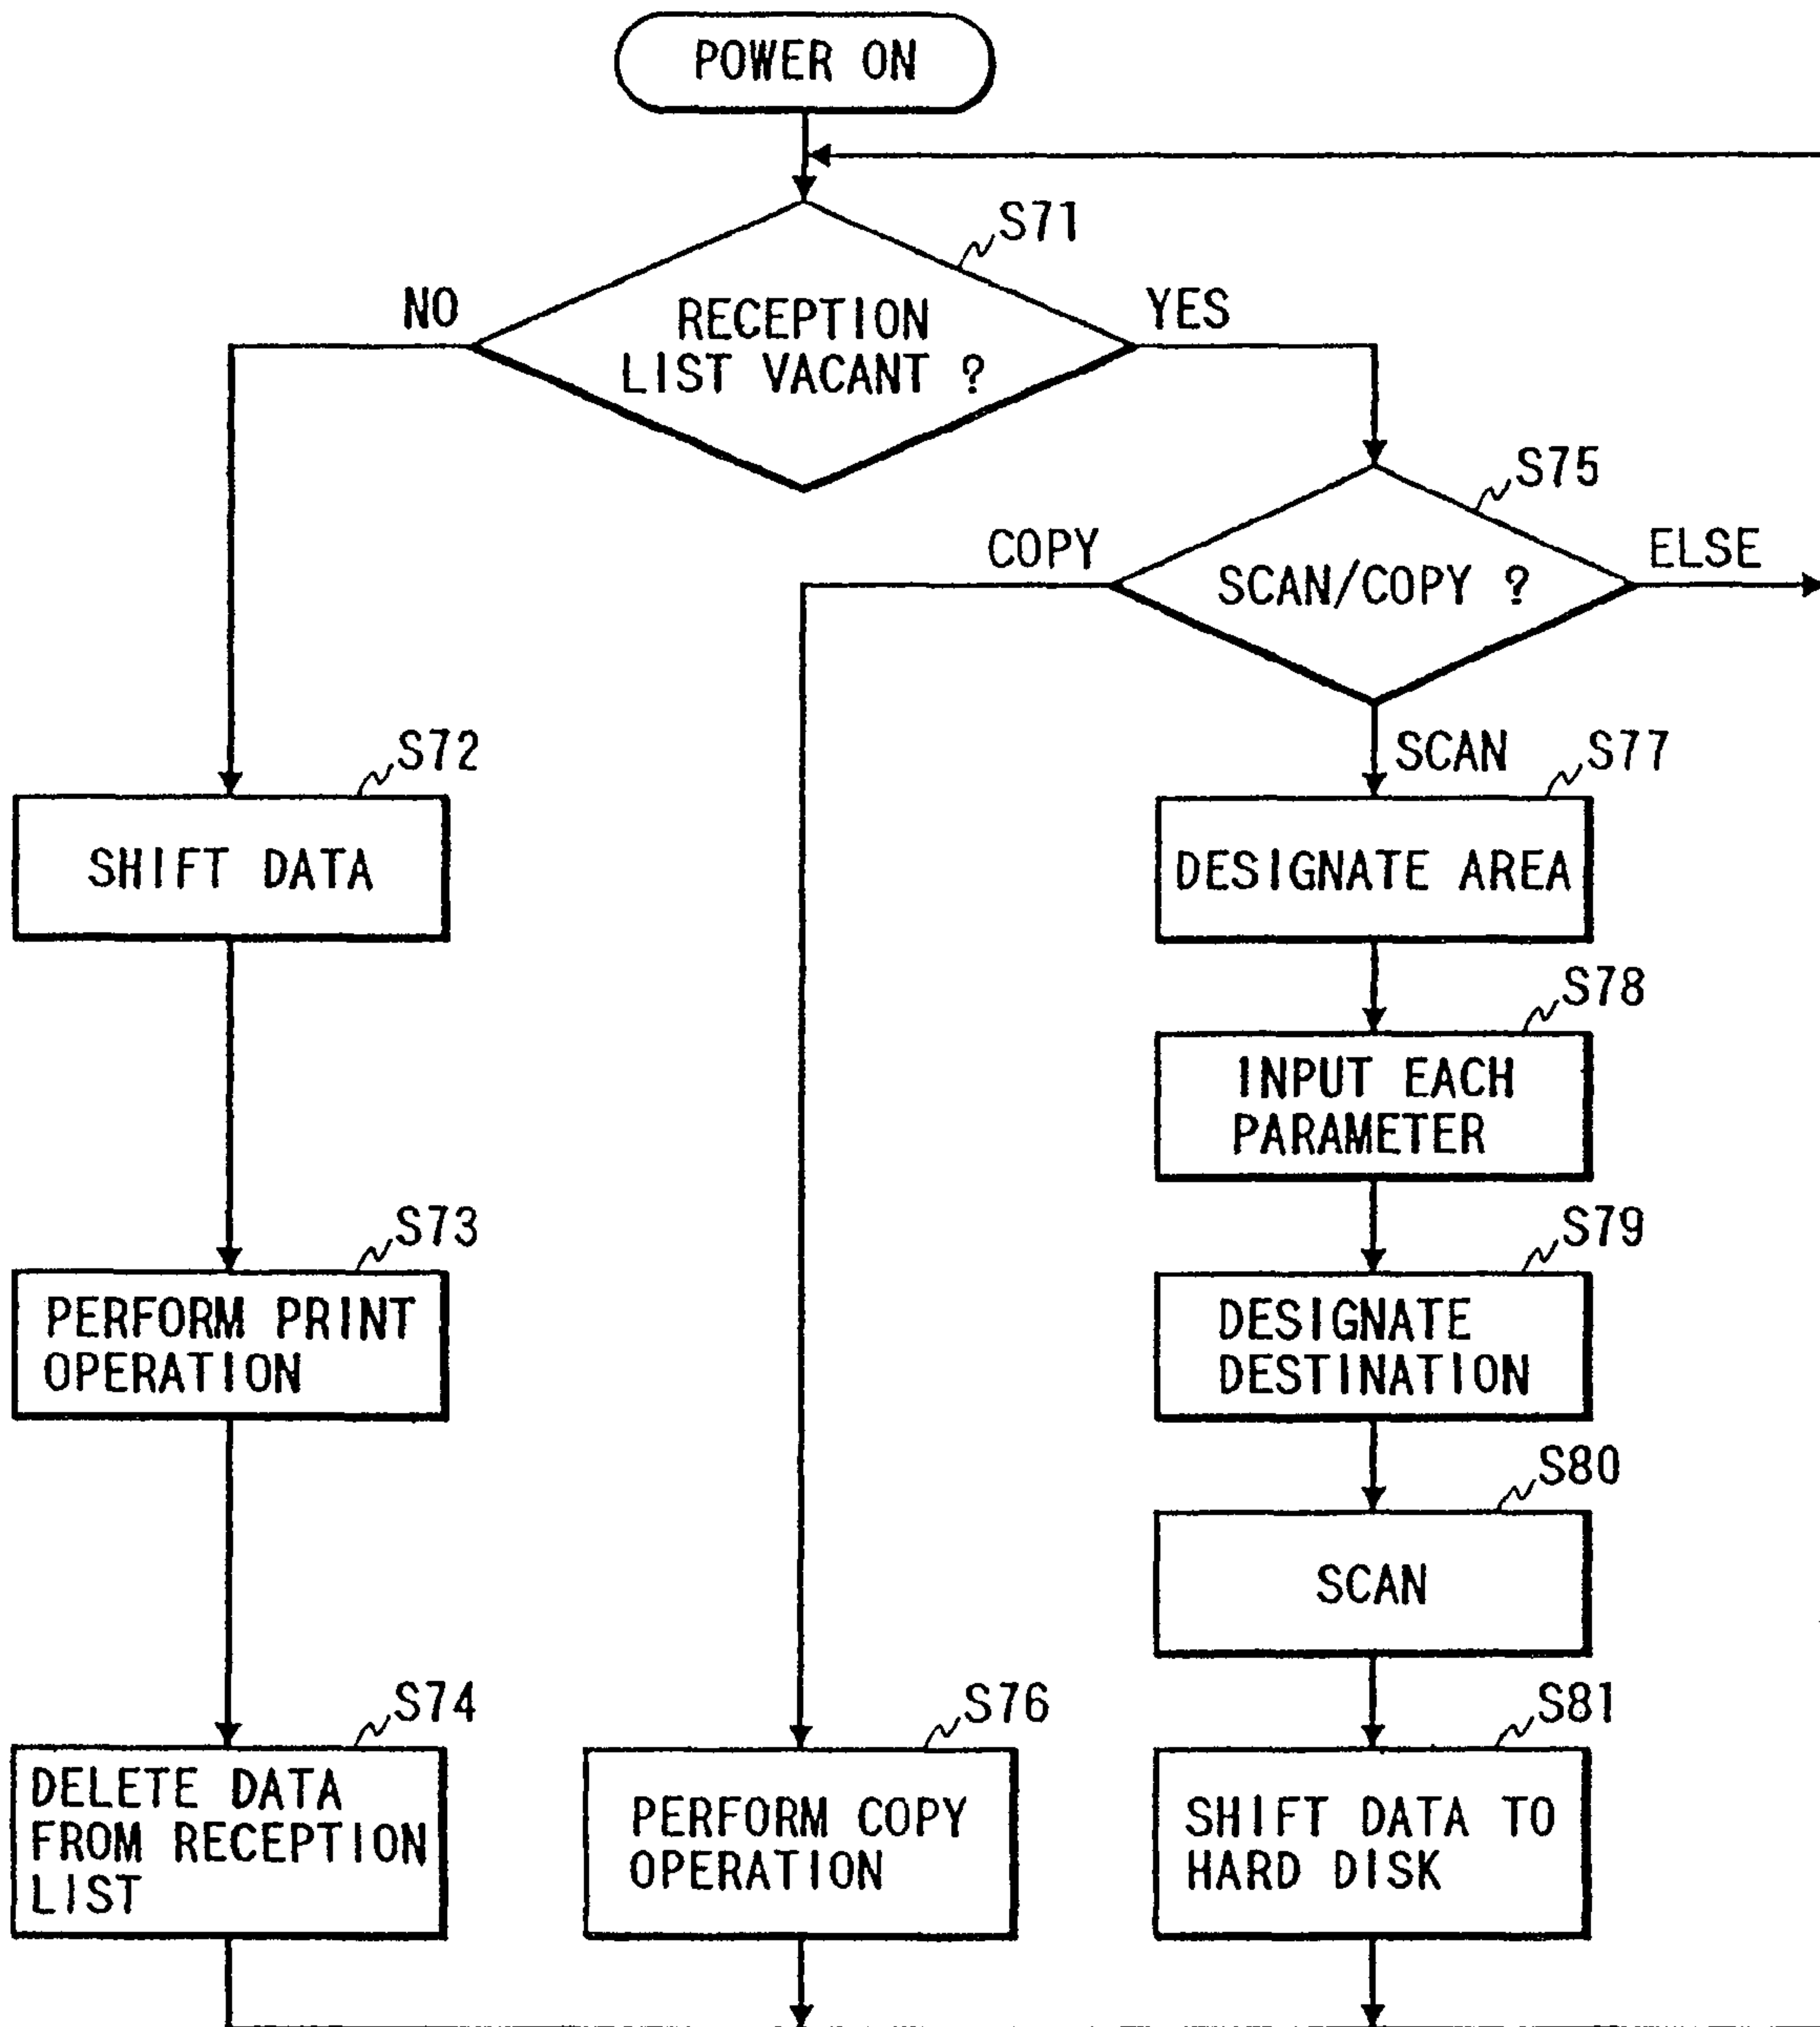 POWER ON
S71
NO
RECEPTION
LIST VACANT ?
YES
S75
COPY
SCAN/COPY ?
ELSE
S72
SHIFT DATA
SCAN
S77
DESIGNATE AREA
S78
INPUT EACH
PARAMETER
S73
PERFORM PRINT
OPERATION
S79
DESIGNATE
DESTINATION
S80
SCAN
S74
DELETE DATA
FROM RECEPTION
LIST
S76
PERFORM COPY
OPERATION
S81
SHIFT DATA TO
HARD DISK